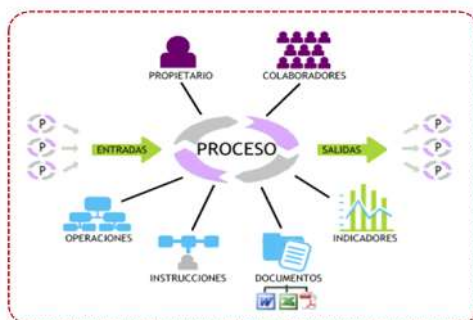 PROPIETARIO
COLABORADORES
P
P
P
ENTRADAS
PROCESO
SALIDAS
P
P
P
OPERACIONES
INSTRUCCIONES
DOCUMENTOS
INDICADORES